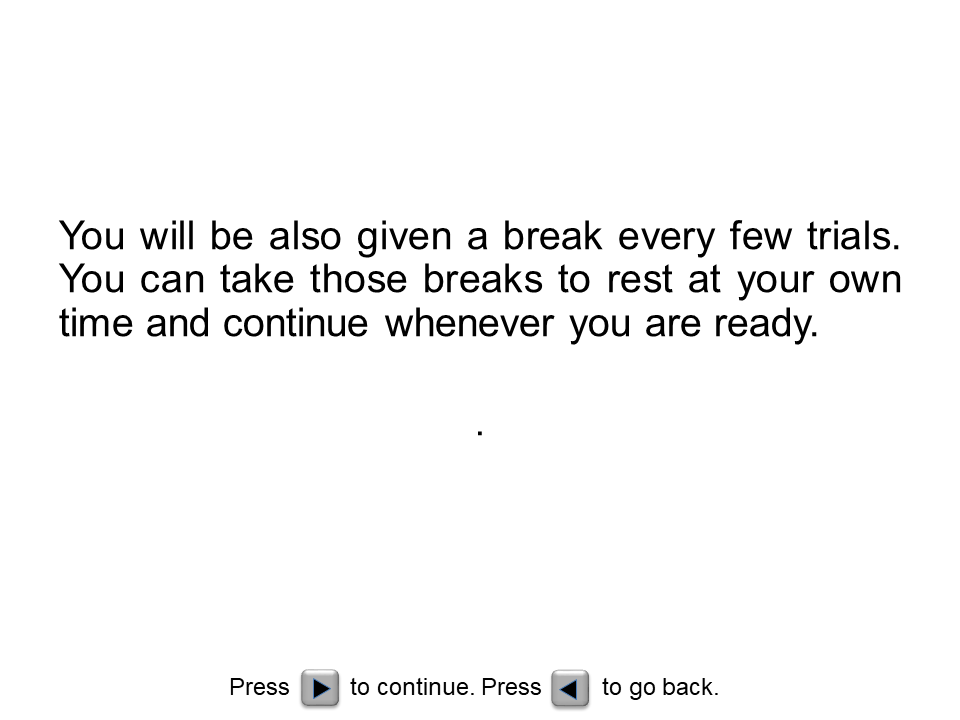 You will be also given a break every few trials.
You can take those breaks to rest at your own
time and continue whenever you are ready.
.
Press to continue. Press to go back.